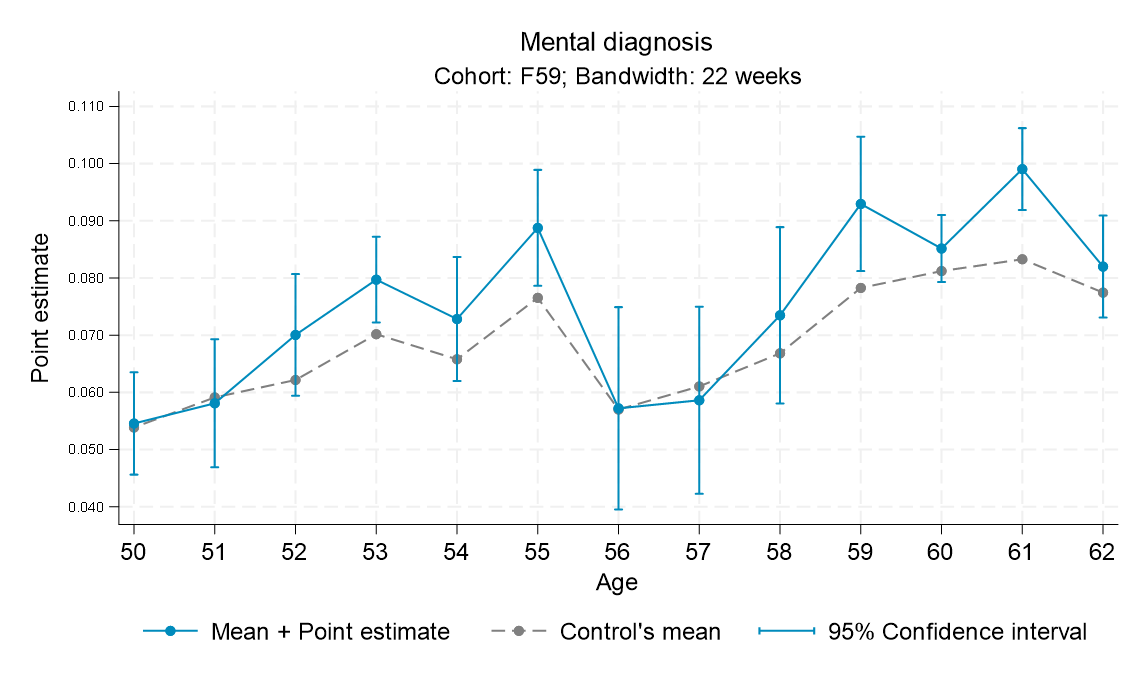 Mental diagnosis
Cohort: F59; Bandwidth: 22 weeks
Point estimate
0.110
0.100
0.090
0.080
0.070
0.060
0.050
0.040
50 51 52 53 54 55 56 57 58 59 60 61 62
Age
Mean + Point estimate Control's mean 95% Confidence interval